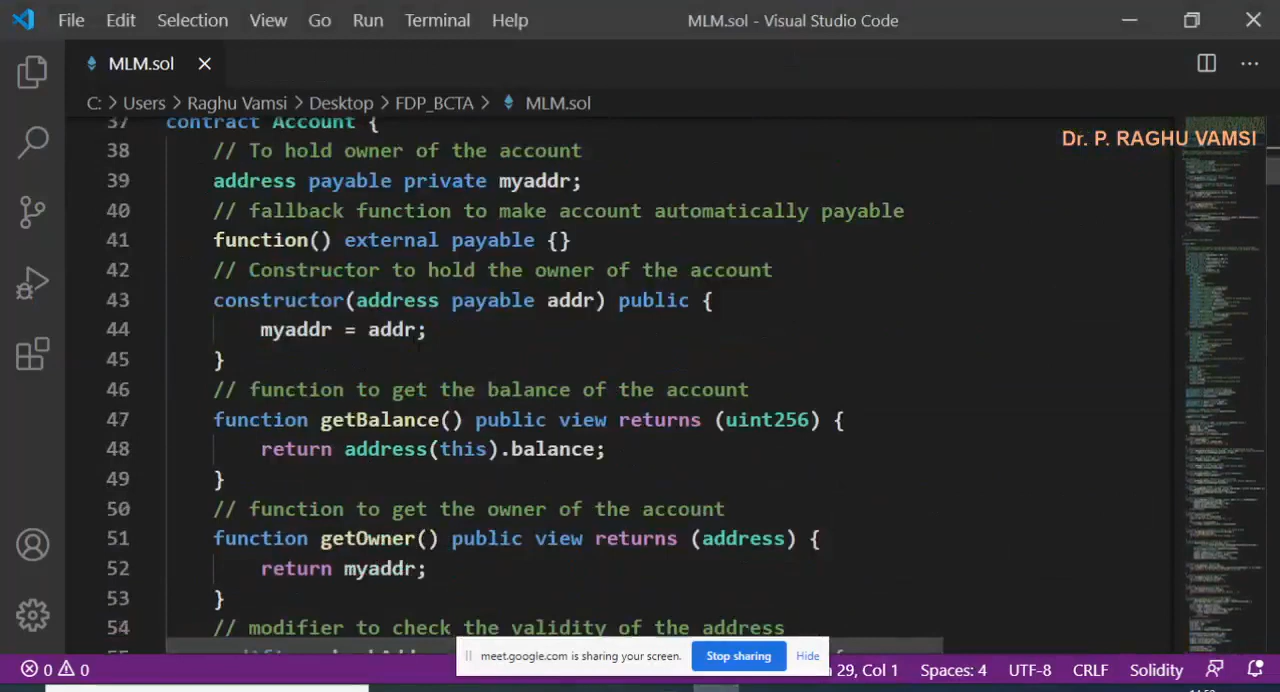 File Edit Selection View Go Run Terminal Help MLM.sol - Visual Studio Code
MLM.sol
C: > Users > Raghu Vamsi > Desktop > FDP_BCTA > MLM.sol
Dr. P. RAGHU VAMSI
37 contract Account {
38 // To hold owner of the account
39 address payable private myaddr;
40 // fallback function to make account automatically payable
41 function() external payable {}
42 // Constructor to hold the owner of the account
43 constructor(address payable addr) public {
44 myaddr = addr;
45 }
46 // function to get the balance of the account
47 function getBalance() public view returns (uint256) {
48 return address(this).balance;
49 }
50 // function to get the owner of the account
51 function getOwner() public view returns (address) {
52 return myaddr;
53 }
54 // modifier to check the validity of the address
meet.google.com is sharing your screen. Stop sharing Hide
0 0 29, Col 1 Spaces: 4 UTF-8 CRLF Solidity